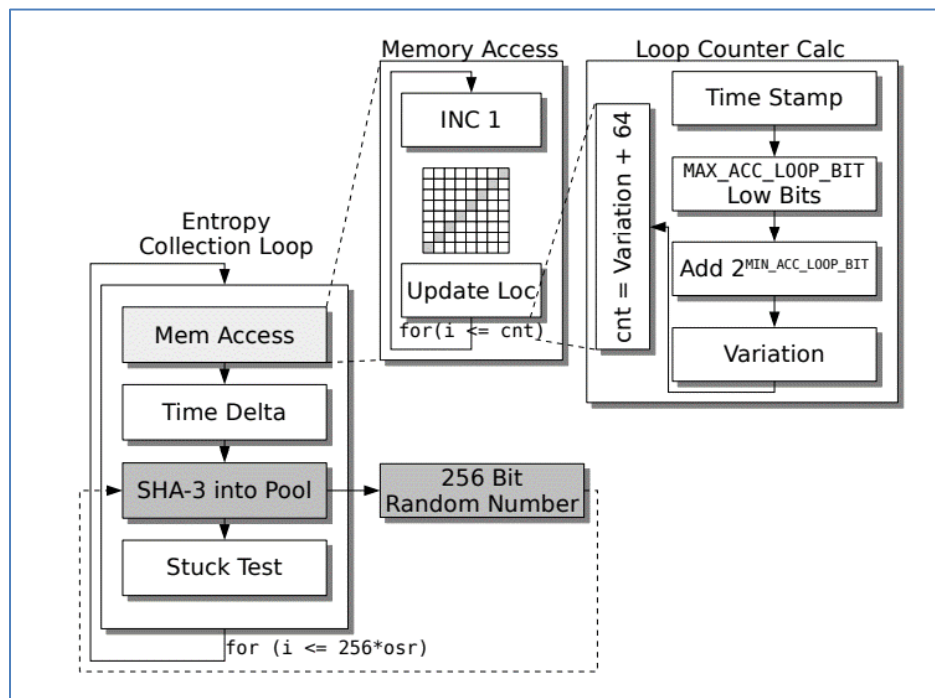 Memory Access
INC 1
Update Loc
for(i <= cnt)
Loop Counter Calc
Time Stamp
MAX_ACC_LOOP_BIT
Low Bits
Add 2^MIN_ACC_LOOP_BIT
Variation
cnt = Variation + 64
Entropy
Collection Loop
Mem Access
Time Delta
SHA-3 into Pool
Stuck Test
for (i <= 256*osr)
256 Bit
Random Number